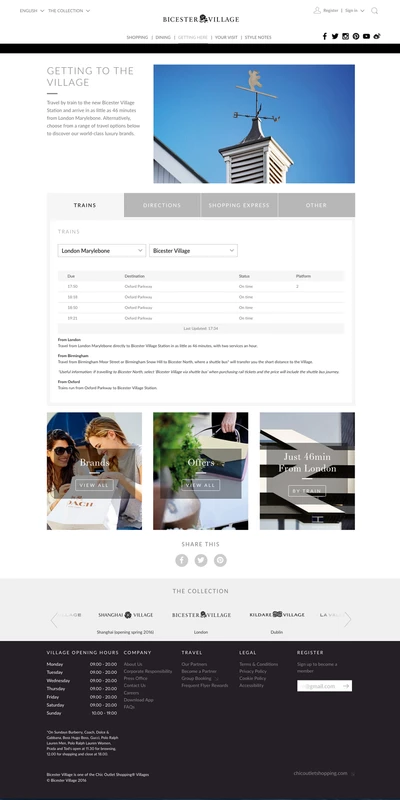 ENGLISH THE COLLECTION
Register | Sign in
BICESTER VILLAGE
SHOPPING | DINING | GETTING HERE | YOUR VISIT | STYLE NOTES
GETTING TO THE
VILLAGE
Travel by train to the new Bicester Village
Station and arrive in as little as 46 minutes
from London Marylebone. Alternatively,
choose from a range of travel options below
to discover our world-class luxury brands.
TRAINS DIRECTIONS SHOPPING EXPRESS OTHER
TRAINS
London Marylebone Bicester Village
Due Destination Status Platform
17:50 Oxford Parkway On time 2
18:18 Oxford Parkway On time
18:50 Oxford Parkway On time
19:21 Oxford Parkway On time
Last Updated: 17:34
From London
Travel from London Marylebone directly to Bicester Village Station in as little as 46 minutes, with two services an hour.
From Birmingham
Travel from Birmingham Moor Street or Birmingham Snow Hill to Bicester North, where a shuttle bus* will transfer you the short distance to the Village.
*Useful information: if travelling to Bicester North, select 'Bicester Village via shuttle bus' when purchasing rail tickets and the price will include the shuttle bus journey.
From Oxford
Trains run from Oxford Parkway to Bicester Village Station.
Brands
VIEW ALL
Offers
VIEW ALL
Just 46min
From London
BY TRAIN
SHARE THIS
THE COLLECTION
SHANGHAI VILLAGE BICESTER VILLAGE KILDARE VILLAGE
Shanghai (opening spring 2016) London Dublin
VILLAGE OPENING HOURS
Monday 09:00 - 20:00
Tuesday 09:00 - 20:00
Wednesday 09:00 - 20:00
Thursday 09:00 - 20:00
Friday 09:00 - 20:00
Saturday 09:00 - 20:00
Sunday 10:00 - 19:00
*On Sundays Burberry, Coach, Dolce &
Gabbana, Boss Hugo Boss, Gucci, Polo Ralph
Lauren Men, Polo Ralph Lauren Women,
Prada and Tod's open at 11.30 for browsing,
12.00 for shopping and close at 18.00.
COMPANY
About Us
Corporate Responsibility
Press Office
Contact Us
Careers
Download App
FAQs
TRAVEL
Our Partners
Become a Partner
Group Booking
Frequent Flyer Rewards
LEGAL
Terms & Conditions
Privacy Policy
Cookie Policy
Accessibility
REGISTER
Sign up to become a
member
Bicester Village is one of the Chic Outlet Shopping® Villages
© Bicester Village 2016
chicoutletshopping.com